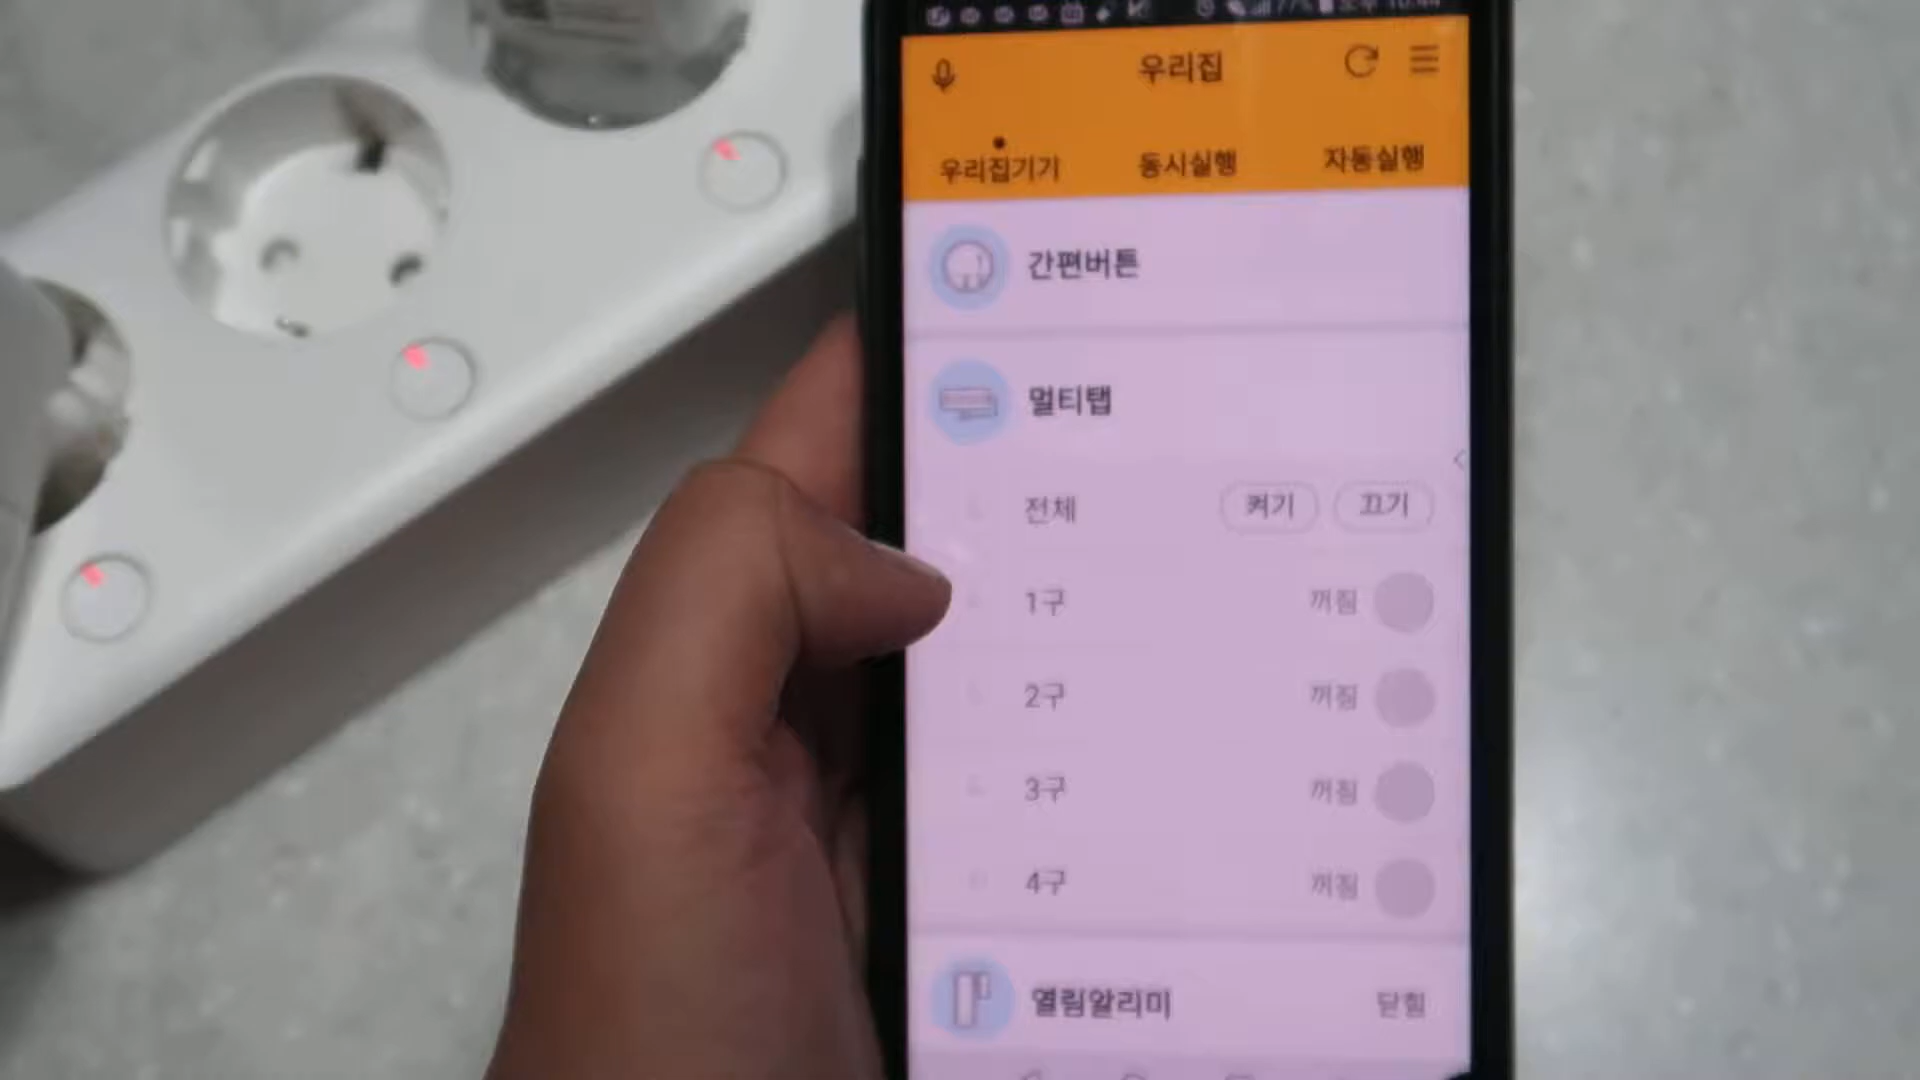 우리집
우리집기기 동시실행 자동실행
간편버튼
멀티탭
전체 켜기 끄기
1구 꺼짐
2구 꺼짐
3구 꺼짐
4구 꺼짐
열림알리미 닫힘